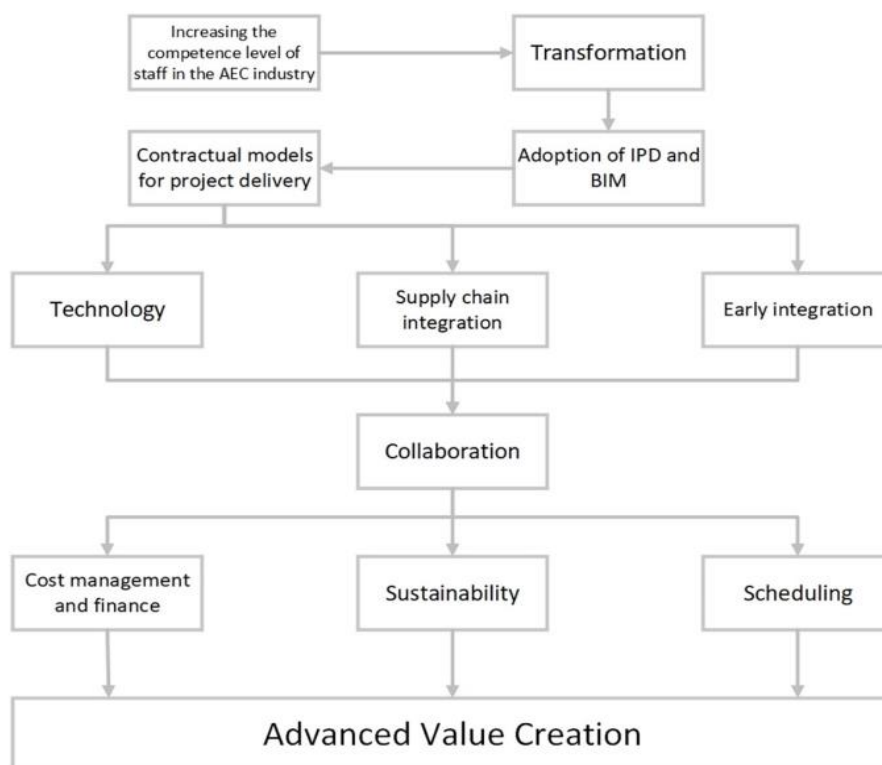 Increasing the
competence level of
staff in the AEC industry
Transformation
Contractual models
for project delivery
Adoption of IPD and
BIM
Technology
Supply chain
integration
Early integration
Collaboration
Cost management
and finance
Sustainability
Scheduling
Advanced Value Creation